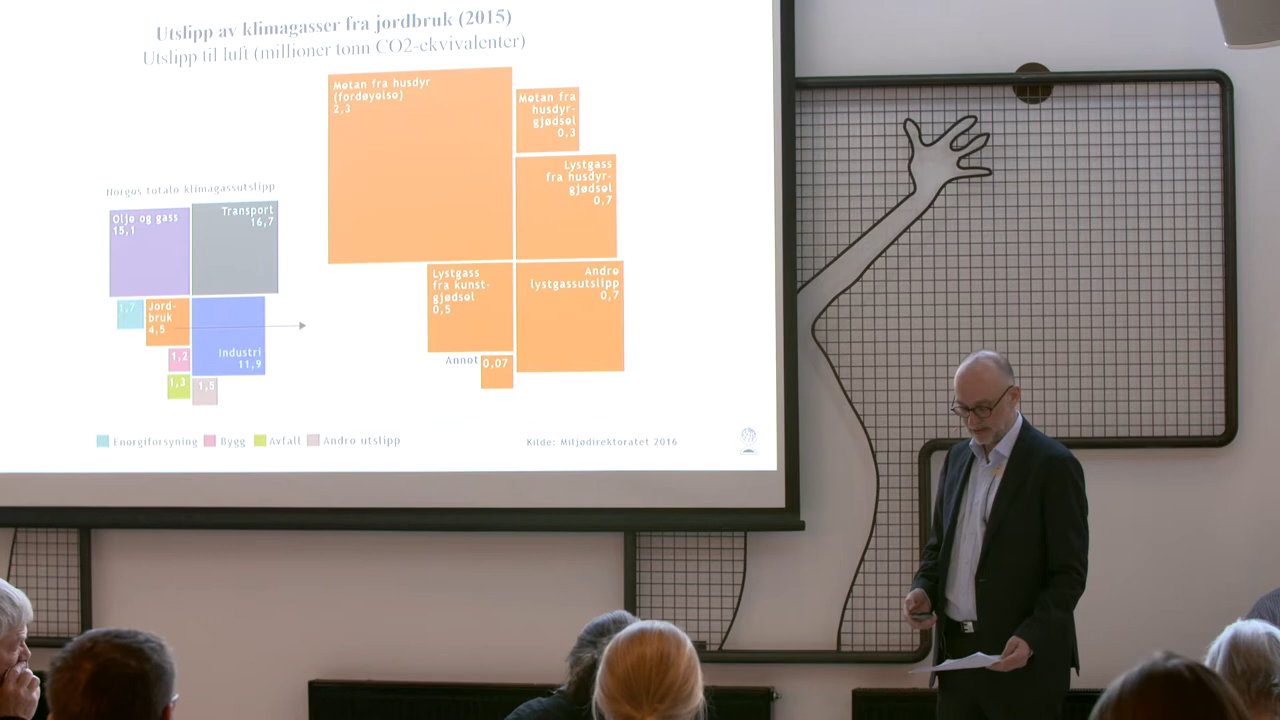 Utslipp av klimagasser fra jordbruk (2015)
Utslipp til luft (millioner tonn CO2-ekvivalenter)
Metan fra husdyr
(fordøyelse)
2,3
Metan fra
husdyr-
gjødsel
0,3
Lystgass
fra husdyr-
gjødsel
0,7
Norges totale klimagassutslipp
Olje og gass
15,1
Transport
16,7
Lystgass
fra kunst-
gjødsel
0,5
Andre
lystgassutslipp
0,7
1,7
Jord-
bruk
4,5
Industri
11,9
1,2
Annet
0,07
1,3
1,5
Energiforsyning
Bygg
Avfall
Andre utslipp
Kilde: Miljødirektoratet 2016